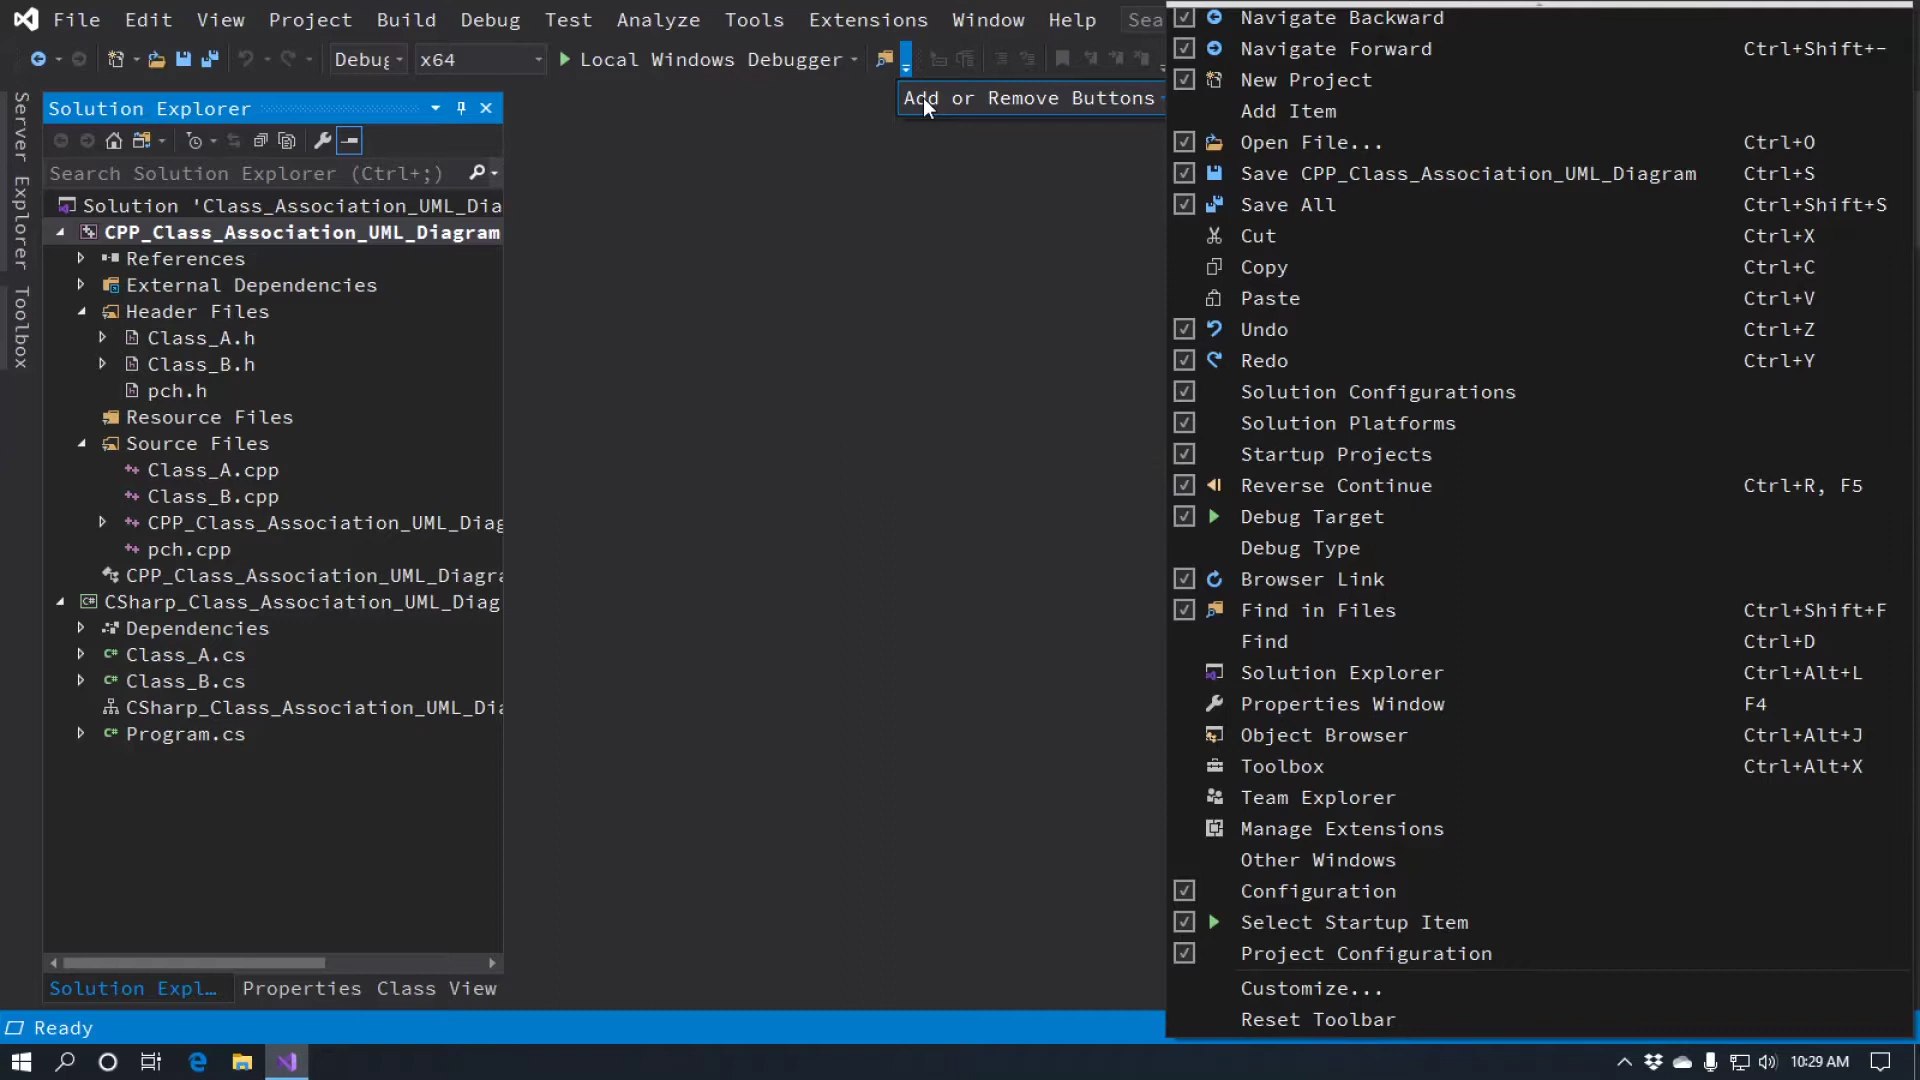 File Edit View Project Build Debug Test Analyze Tools Extensions Window Help Sea
Debug x64 Local Windows Debugger
Add or Remove Buttons
Server Explorer
Toolbox
Solution Explorer
Search Solution Explorer (Ctrl+;)
Solution 'Class_Association_UML_Dia
CPP_Class_Association_UML_Diagram
References
External Dependencies
Header Files
Class_A.h
Class_B.h
pch.h
Resource Files
Source Files
Class_A.cpp
Class_B.cpp
CPP_Class_Association_UML_Diag
pch.cpp
CPP_Class_Association_UML_Diagra
CSharp_Class_Association_UML_Diag
Dependencies
Class_A.cs
Class_B.cs
CSharp_Class_Association_UML_Dia
Program.cs
Solution Expl... Properties Class View
Navigate Backward
Navigate Forward Ctrl+Shift+-
New Project
Add Item
Open File... Ctrl+O
Save CPP_Class_Association_UML_Diagram Ctrl+S
Save All Ctrl+Shift+S
Cut Ctrl+X
Copy Ctrl+C
Paste Ctrl+V
Undo Ctrl+Z
Redo Ctrl+Y
Solution Configurations
Solution Platforms
Startup Projects
Reverse Continue Ctrl+R, F5
Debug Target
Debug Type
Browser Link
Find in Files Ctrl+Shift+F
Find Ctrl+D
Solution Explorer Ctrl+Alt+L
Properties Window F4
Object Browser Ctrl+Alt+J
Toolbox Ctrl+Alt+X
Team Explorer
Manage Extensions
Other Windows
Configuration
Select Startup Item
Project Configuration
Customize...
Reset Toolbar
Ready
10:29 AM